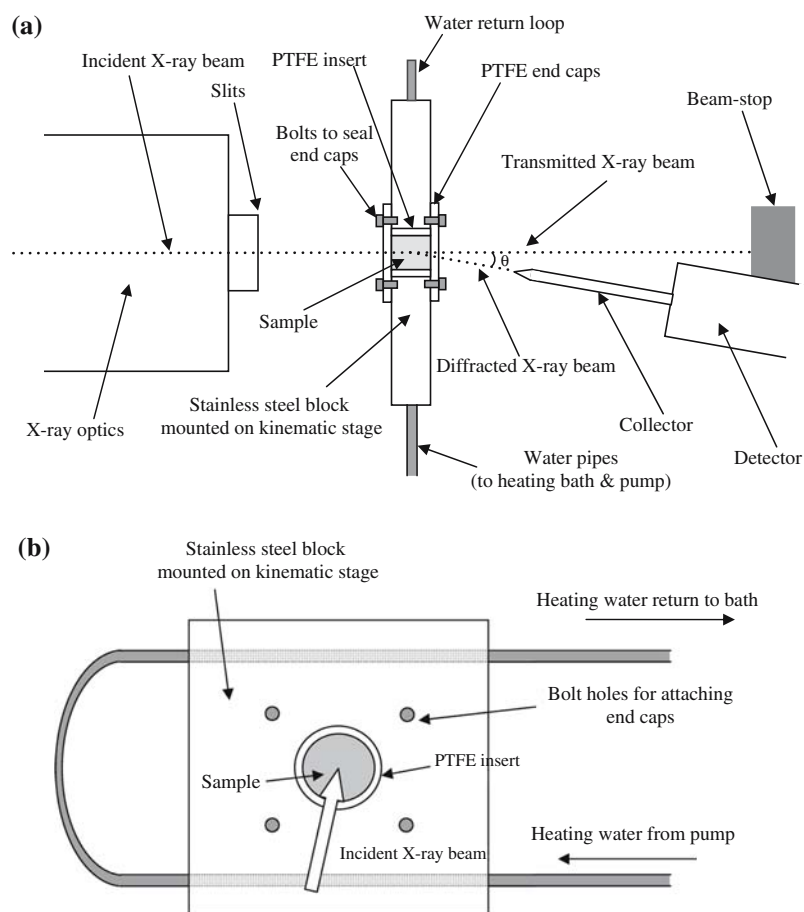 (a)
Water return loop
Incident X-ray beam
PTFE insert
PTFE end caps
Slits
Beam-stop
Bolts to seal
end caps
Transmitted X-ray beam
θ
Sample
Diffracted X-ray beam
Stainless steel block
mounted on kinematic stage
X-ray optics
Collector
Detector
Water pipes
(to heating bath & pump)
(b)
Stainless steel block
mounted on kinematic stage
Heating water return to bath
Bolt holes for attaching
end caps
PTFE insert
Sample
Heating water from pump
Incident X-ray beam